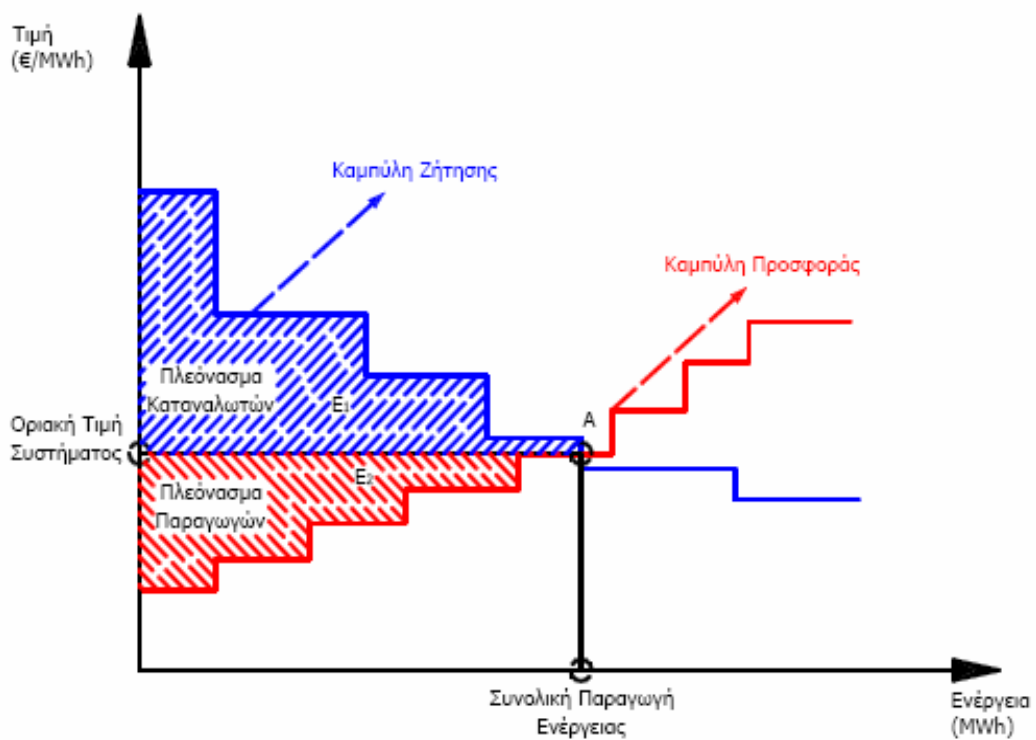 Τιμή
(€/MWh)
Καμπύλη Ζήτησης
Καμπύλη Προσφοράς
Πλεόνασμα
Καταναλωτών
E1
A
Οριακή Τιμή
Συστήματος
E2
Πλεόνασμα
Παραγωγών
Συνολική Παραγωγή
Ενέργειας
Ενέργεια
(MWh)